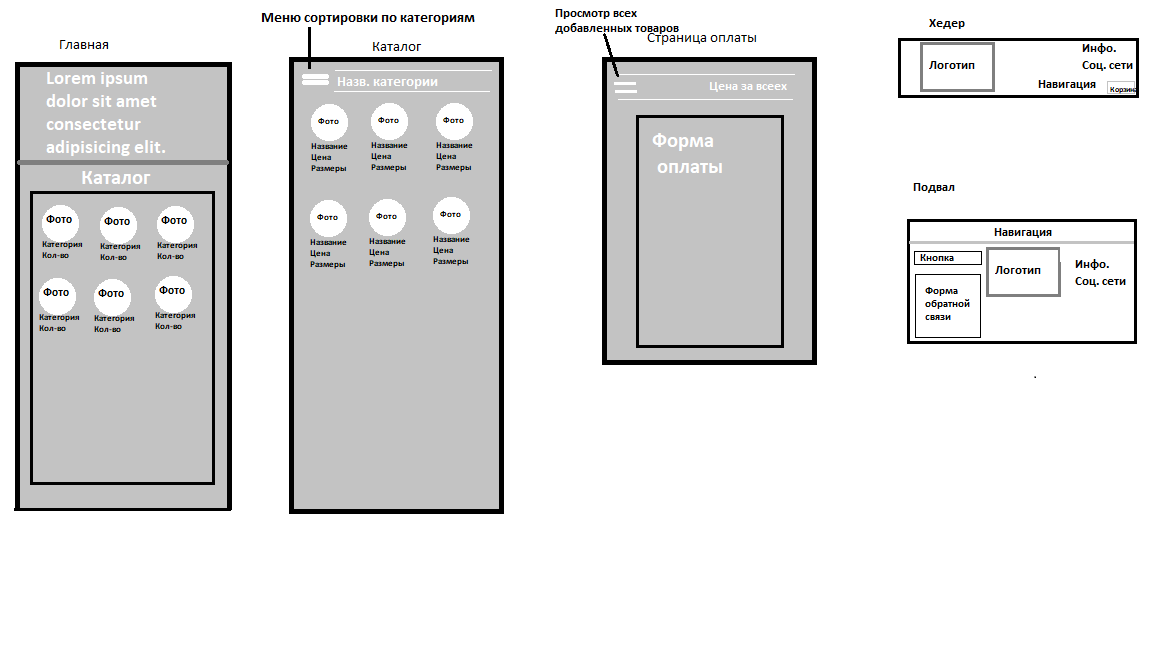 Главная
Lorem ipsum
dolor sit amet
consectetur
adipisicing elit.
Каталог
Фото
Фото
Фото
Категория
Кол-во
Категория
Кол-во
Категория
Кол-во
Фото
Фото
Фото
Категория
Кол-во
Категория
Кол-во
Категория
Кол-во
Меню сортировки по категориям
Каталог
Назв. категории
Фото
Фото
Фото
Название
Цена
Размеры
Название
Цена
Размеры
Название
Цена
Размеры
Фото
Фото
Фото
Название
Цена
Размеры
Название
Цена
Размеры
Название
Цена
Размеры
Просмотр всех
добавленных товаров
Страница оплаты
Цена за всеех
Форма
оплаты
Хедер
Логотип
Инфо.
Соц. сети
Навигация
Корзина
Подвал
Навигация
Кнопка
Форма
обратной
связи
Логотип
Инфо.
Соц. сети
.